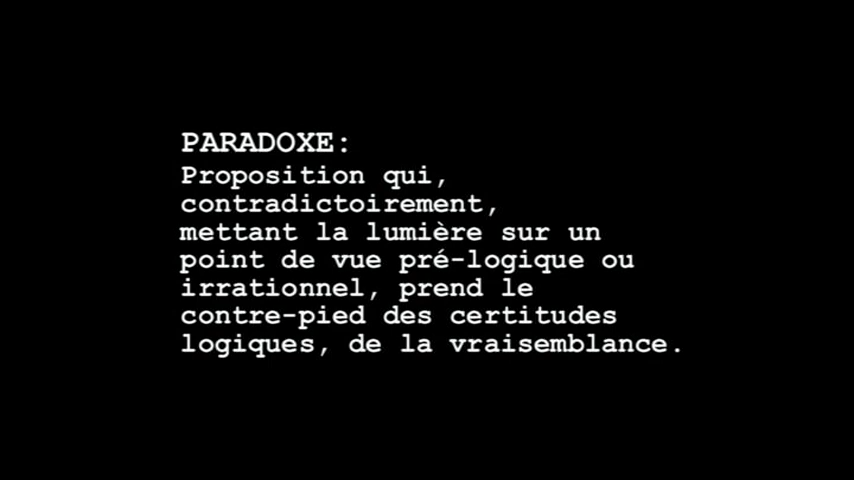 PARADOXE:
Proposition qui,
contradictoirement,
mettant la lumière sur un
point de vue pré-logique ou
irrationnel, prend le
contre-pied des certitudes
logiques, de la vraisemblance.